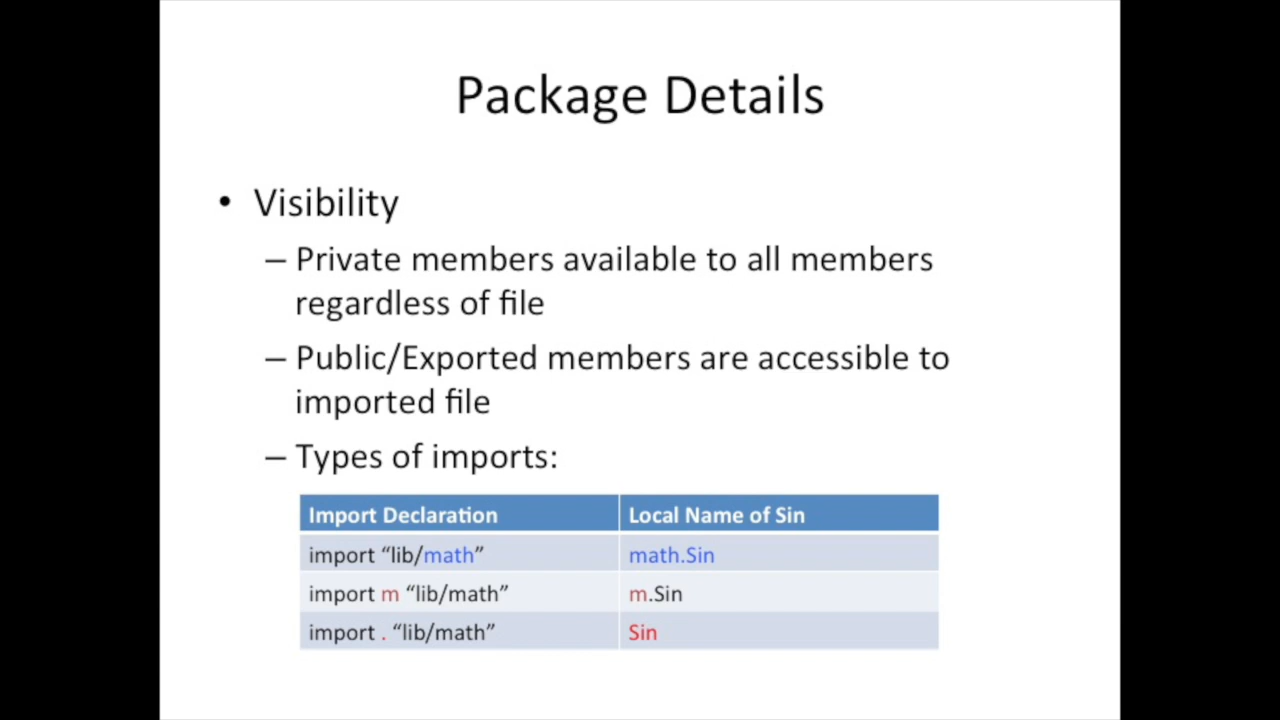 Package Details
• Visibility
– Private members available to all members
regardless of file
– Public/Exported members are accessible to
imported file
– Types of imports:
Import Declaration Local Name of Sin
import “lib/math” math.Sin
import m “lib/math” m.Sin
import . “lib/math” Sin